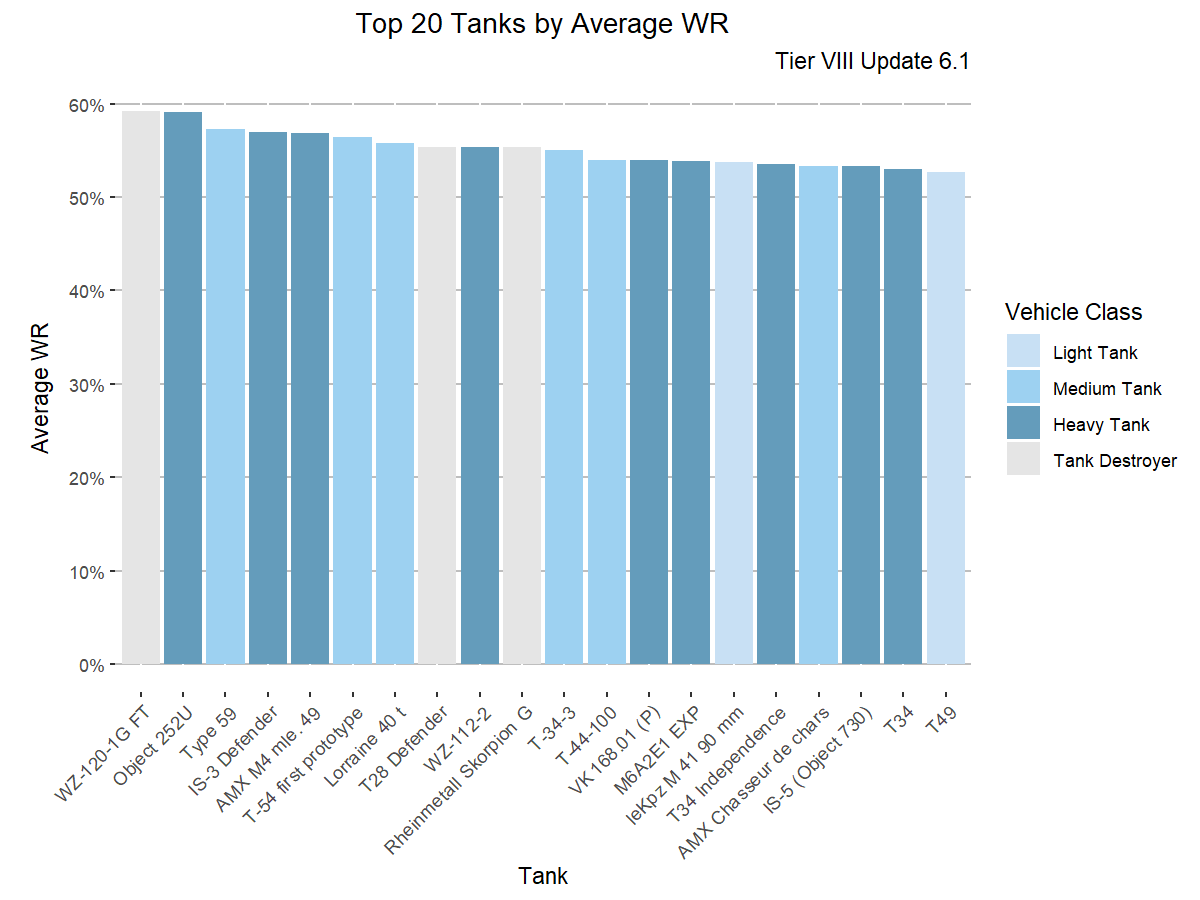 Top 20 Tanks by Average WR
Tier VIII Update 6.1
60%
50%
40%
30%
20%
10%
0%
Average WR
WZ-120-1G FT
Object 252U
Type 59
IS-3 Defender
AMX M4 mle. 49
T-54 first prototype
Lorraine 40 t
T28 Defender
WZ-112-2
Rheinmetall Skorpion G
T-34-3
T-44-100
VK 168.01 (P)
M6A2E1 EXP
leKpz M 41 90 mm
T34 Independence
AMX Chasseur de chars
IS-5 (Object 730)
T34
T49
Tank
Vehicle Class
Light Tank
Medium Tank
Heavy Tank
Tank Destroyer